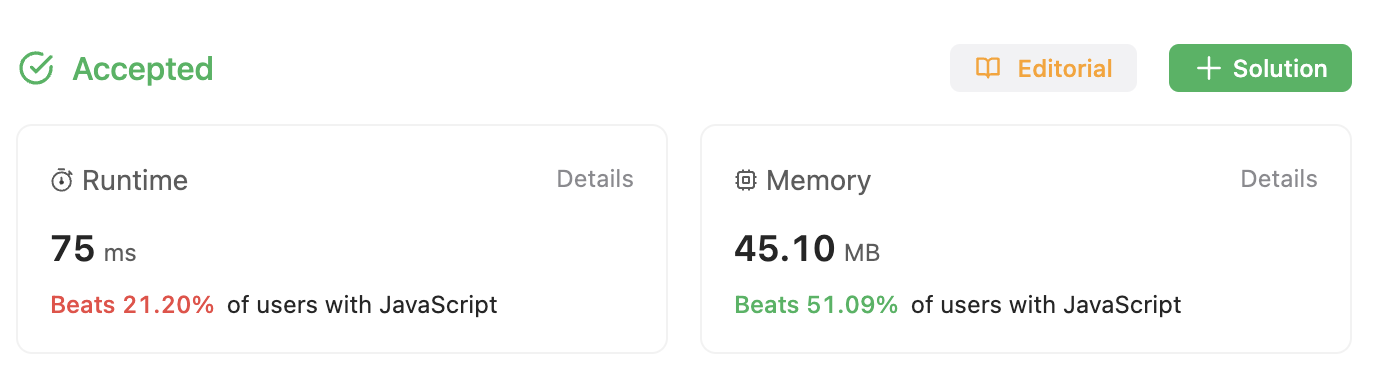 Accepted
Editorial
Solution
Runtime
Details
75 ms
Beats 21.20% of users with JavaScript
Memory
Details
45.10 MB
Beats 51.09% of users with JavaScript